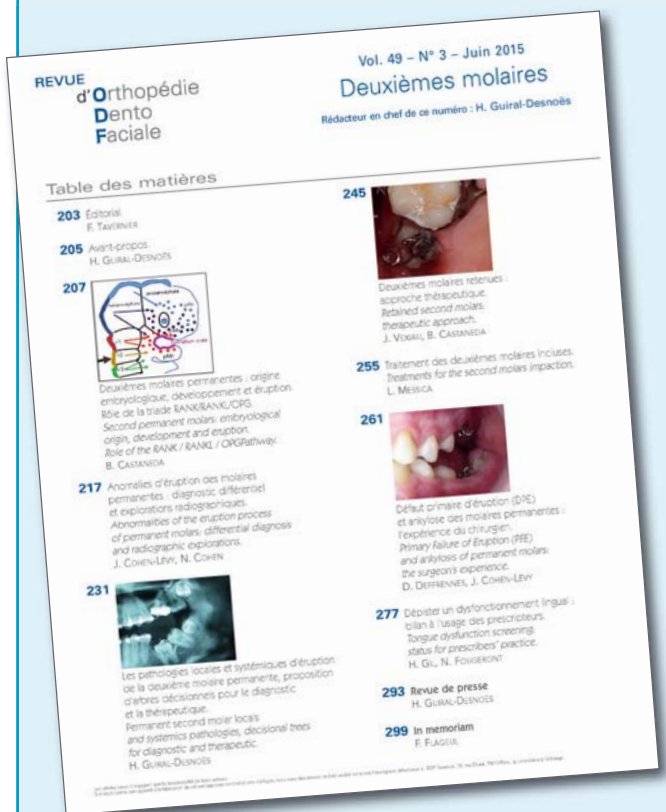 REVUE
d'Orthopédie
Dento
Faciale
Vol. 49 – N° 3 – Juin 2015
Deuxièmes molaires
Rédacteur en chef de ce numéro : H. Guiral-Desnoës
Table des matières
203 Éditorial.
F. TAVERNIER
205 Avant-propos.
H. GUIRAL-DESNOËS
207
Deuxièmes molaires permanentes : origine
embryologique, développement et éruption.
Rôle de la triade RANK/RANKL/OPG.
Second permanent molars: embryological
origin, development and eruption.
Role of the RANK / RANKL / OPGPathway.
B. CASTANEDA
217 Anomalies d'éruption des molaires
permanentes : diagnostic différentiel
et explorations radiographiques.
Abnormalities of the eruption process
of permanent molars: differential diagnosis
and radiographic explorations.
J. COHEN-LÉVY, N. COHEN
231
Les pathologies locales et systémiques d'éruption
de la deuxième molaire permanente, proposition
d'arbres décisionnels pour le diagnostic
et la thérapeutique.
Permanent second molar locals
and systemics pathologies, decisional trees
for diagnostic and therapeutic.
H. GUIRAL-DESNOËS
245
Deuxièmes molaires retenues :
approche thérapeutique.
Retained second molars:
therapeutic approach.
J. VEXIAU, B. CASTANEDA
255 Traitement des deuxièmes molaires incluses.
Treatments for the second molars impaction.
L. MESSICA
261
Défaut primaire d'éruption (DPE)
et ankylose des molaires permanentes :
l'expérience du chirurgien.
Primary Failure of Eruption (PFE)
and ankylosis of permanent molars:
the surgeon's experience.
D. DEFFRENNES, J. COHEN-LÉVY
277 Dépister un dysfonctionnement lingual :
bilan à l'usage des prescripteurs.
Tongue dysfunction screening:
status for prescribers' practice.
H. GIL, N. FOUGERONT
293 Revue de presse
H. GUIRAL-DESNOËS
299 In memoriam
F. FLAGEUL